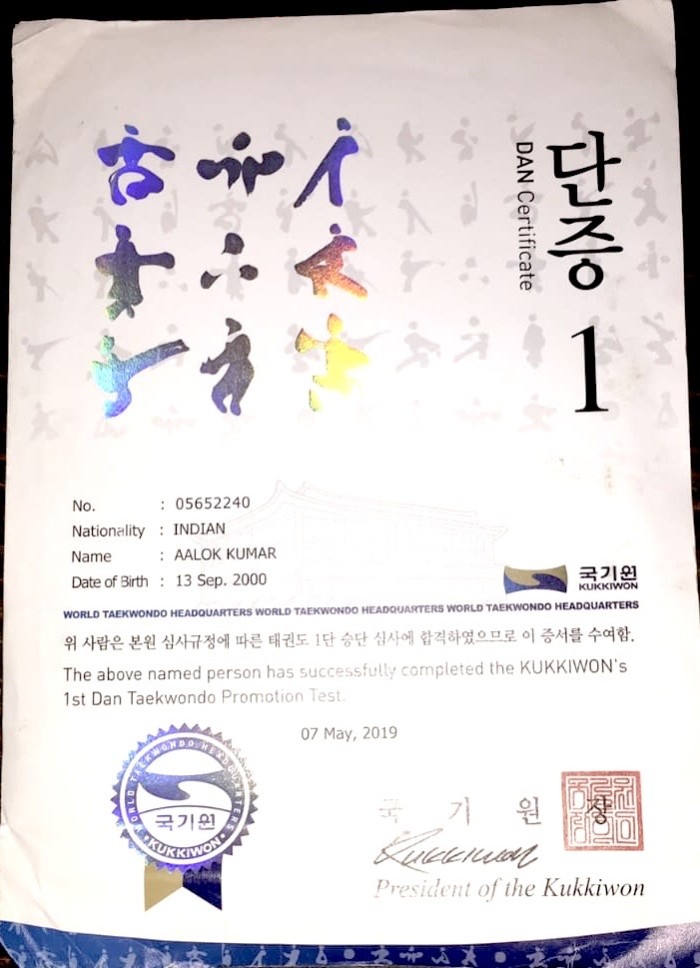 단증 1
DAN Certificate
No. : 05652240
Nationality : INDIAN
Name : AALOK KUMAR
Date of Birth : 13 Sep. 2000
국기원
KUKKIWON
WORLD TAEKWONDO HEADQUARTERS WORLD TAEKWONDO HEADQUARTERS WORLD TAEKWONDO HEADQUARTERS
위 사람은 본원 심사규정에 따른 태권도 1단 승단 심사에 합격하였으므로 이 증서를 수여함.
The above named person has successfully completed the KUKKIWON's
1st Dan Taekwondo Promotion Test.
07 May, 2019
WORLD TAEKWONDO HEADQUARTERS
국기원
KUKKIWON
국 기 원 장
Kukkiwon
President of the Kukkiwon